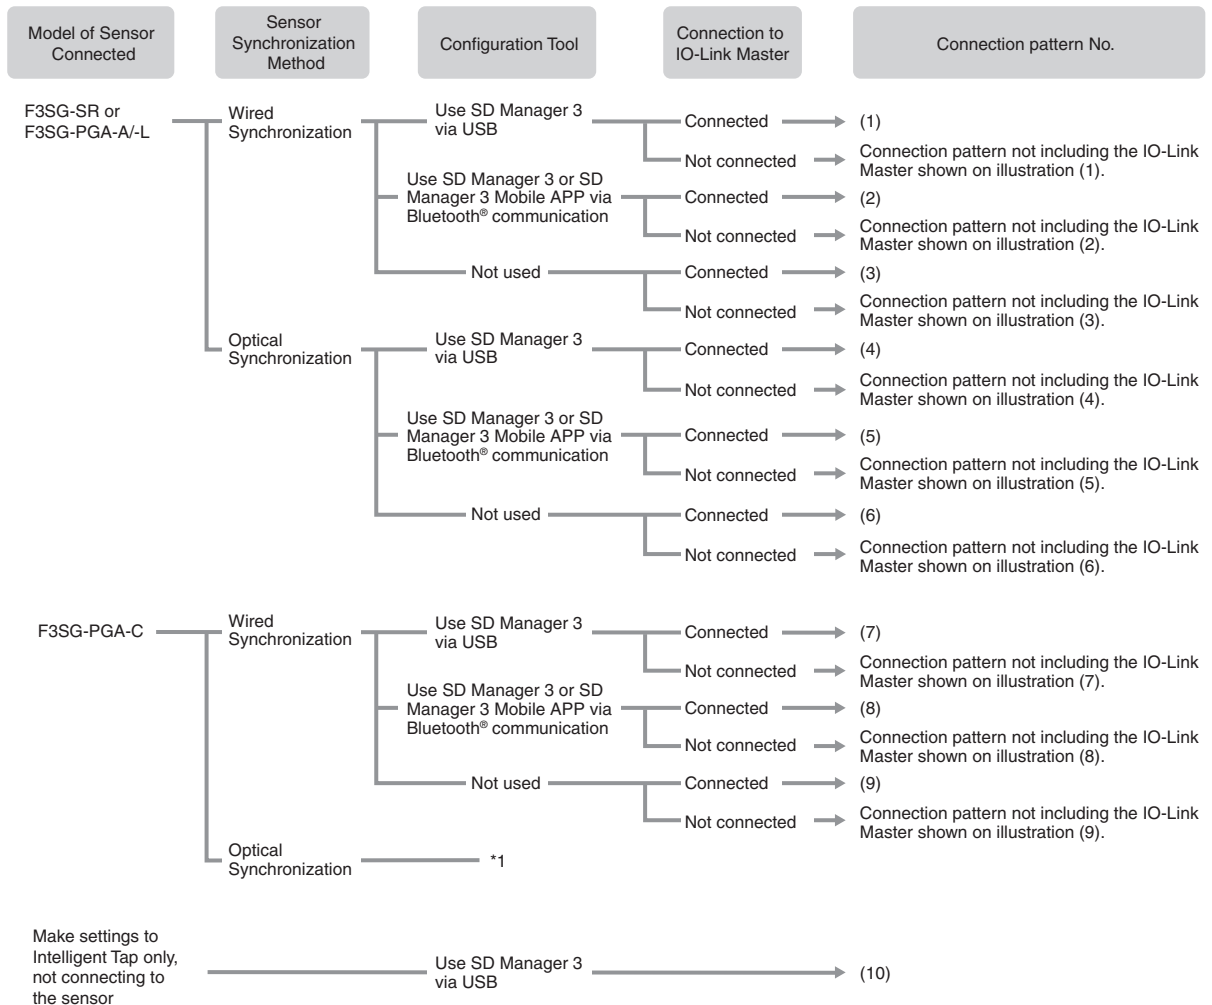 Model of Sensor
Connected
Sensor
Synchronization
Method
Configuration Tool
Connection to
IO-Link Master
Connection pattern No.
F3SG-SR or
F3SG-PGA-A/-L
Wired
Synchronization
Use SD Manager 3
via USB
Connected
(1)
Not connected
Connection pattern not including the IO-Link
Master shown on illustration (1).
Use SD Manager 3 or SD
Manager 3 Mobile APP via
Bluetooth® communication
Connected
(2)
Not connected
Connection pattern not including the IO-Link
Master shown on illustration (2).
Not used
Connected
(3)
Not connected
Connection pattern not including the IO-Link
Master shown on illustration (3).
Optical
Synchronization
Use SD Manager 3
via USB
Connected
(4)
Not connected
Connection pattern not including the IO-Link
Master shown on illustration (4).
Use SD Manager 3 or SD
Manager 3 Mobile APP via
Bluetooth® communication
Connected
(5)
Not connected
Connection pattern not including the IO-Link
Master shown on illustration (5).
Not used
Connected
(6)
Not connected
Connection pattern not including the IO-Link
Master shown on illustration (6).
F3SG-PGA-C
Wired
Synchronization
Use SD Manager 3
via USB
Connected
(7)
Not connected
Connection pattern not including the IO-Link
Master shown on illustration (7).
Use SD Manager 3 or SD
Manager 3 Mobile APP via
Bluetooth® communication
Connected
(8)
Not connected
Connection pattern not including the IO-Link
Master shown on illustration (8).
Not used
Connected
(9)
Not connected
Connection pattern not including the IO-Link
Master shown on illustration (9).
Optical
Synchronization
*1
Make settings to
Intelligent Tap only,
not connecting to
the sensor
Use SD Manager 3
via USB
(10)